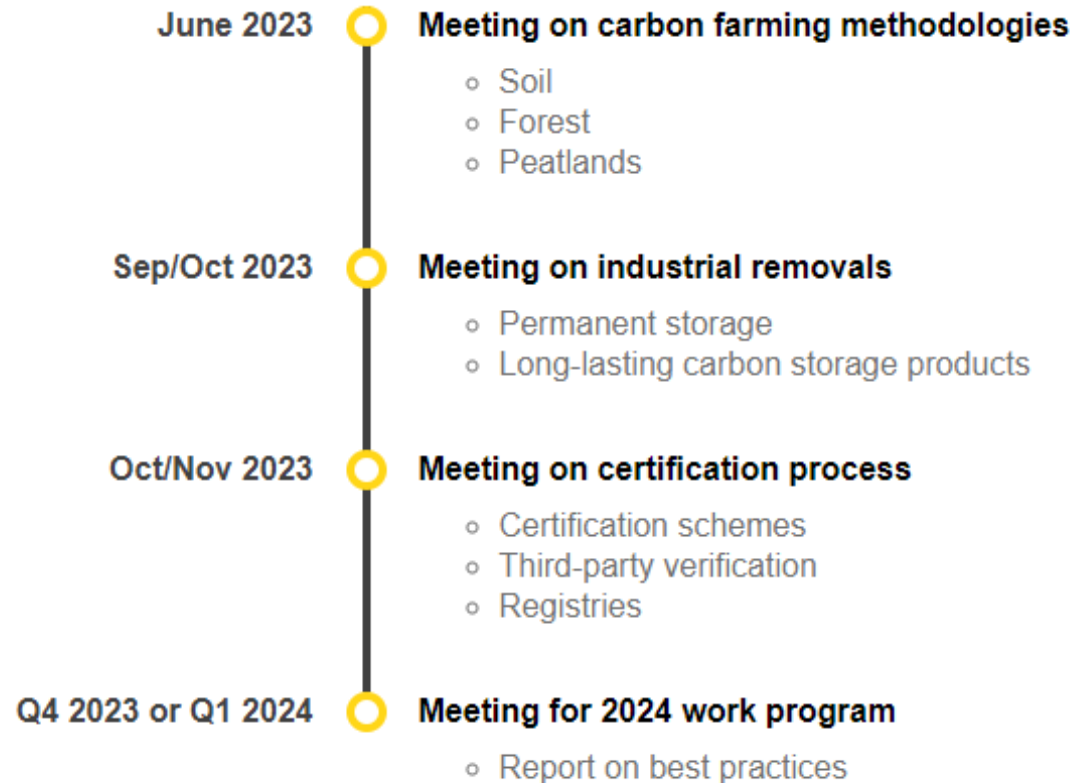 June 2023
Meeting on carbon farming methodologies
Soil
Forest
Peatlands
Sep/Oct 2023
Meeting on industrial removals
Permanent storage
Long-lasting carbon storage products
Oct/Nov 2023
Meeting on certification process
Certification schemes
Third-party verification
Registries
Q4 2023 or Q1 2024
Meeting for 2024 work program
Report on best practices